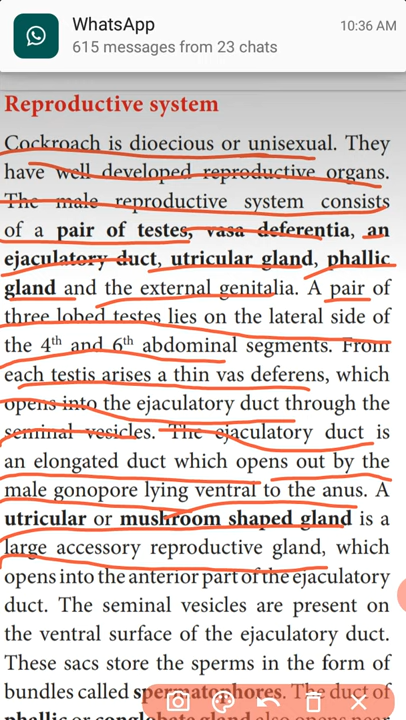 WhatsApp
10:36 AM
615 messages from 23 chats
Reproductive system
Cockroach is dioecious or unisexual. They
have well developed reproductive organs.
The male reproductive system consists
of a pair of testes, vasa deferentia, an
ejaculatory duct, utricular gland, phallic
gland and the external genitalia. A pair of
three lobed testes lies on the lateral side of
the 4th and 6th abdominal segments. From
each testis arises a thin vas deferens, which
opens into the ejaculatory duct through the
seminal vesicles. The ejaculatory duct is
an elongated duct which opens out by the
male gonopore lying ventral to the anus. A
utricular or mushroom shaped gland is a
large accessory reproductive gland, which
opens into the anterior part of the ejaculatory
duct. The seminal vesicles are present on
the ventral surface of the ejaculatory duct.
These sacs store the sperms in the form of
bundles called spermatophores. The duct of
phallic or conglobate gland also opens near